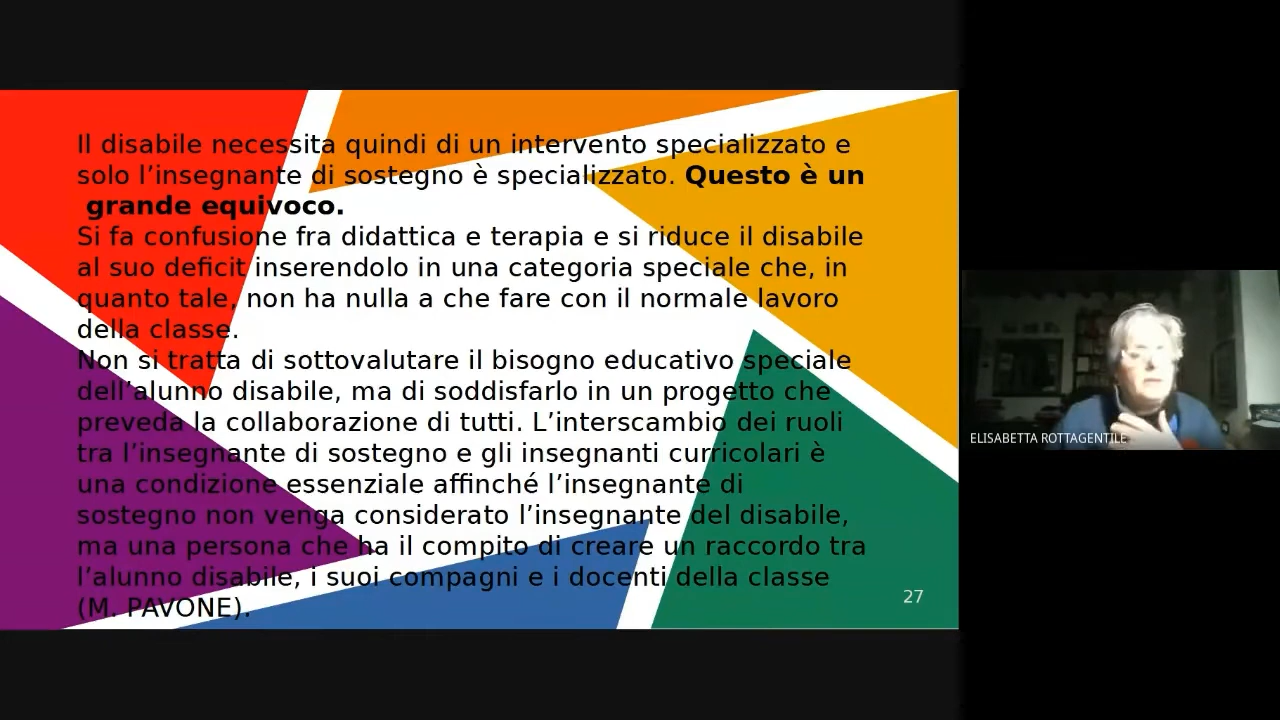 Il disabile necessita quindi di un intervento specializzato e
solo l’insegnante di sostegno è specializzato. Questo è un
grande equivoco.
Si fa confusione fra didattica e terapia e si riduce il disabile
al suo deficit inserendolo in una categoria speciale che, in
quanto tale, non ha nulla a che fare con il normale lavoro
della classe.
Non si tratta di sottovalutare il bisogno educativo speciale
dell’alunno disabile, ma di soddisfarlo in un progetto che
preveda la collaborazione di tutti. L’interscambio dei ruoli
tra l’insegnante di sostegno e gli insegnanti curricolari è
una condizione essenziale affinché l’insegnante di
sostegno non venga considerato l’insegnante del disabile,
ma una persona che ha il compito di creare un raccordo tra
l’alunno disabile, i suoi compagni e i docenti della classe
(M. PAVONE).
27
ELISABETTA ROTTAGENTILE